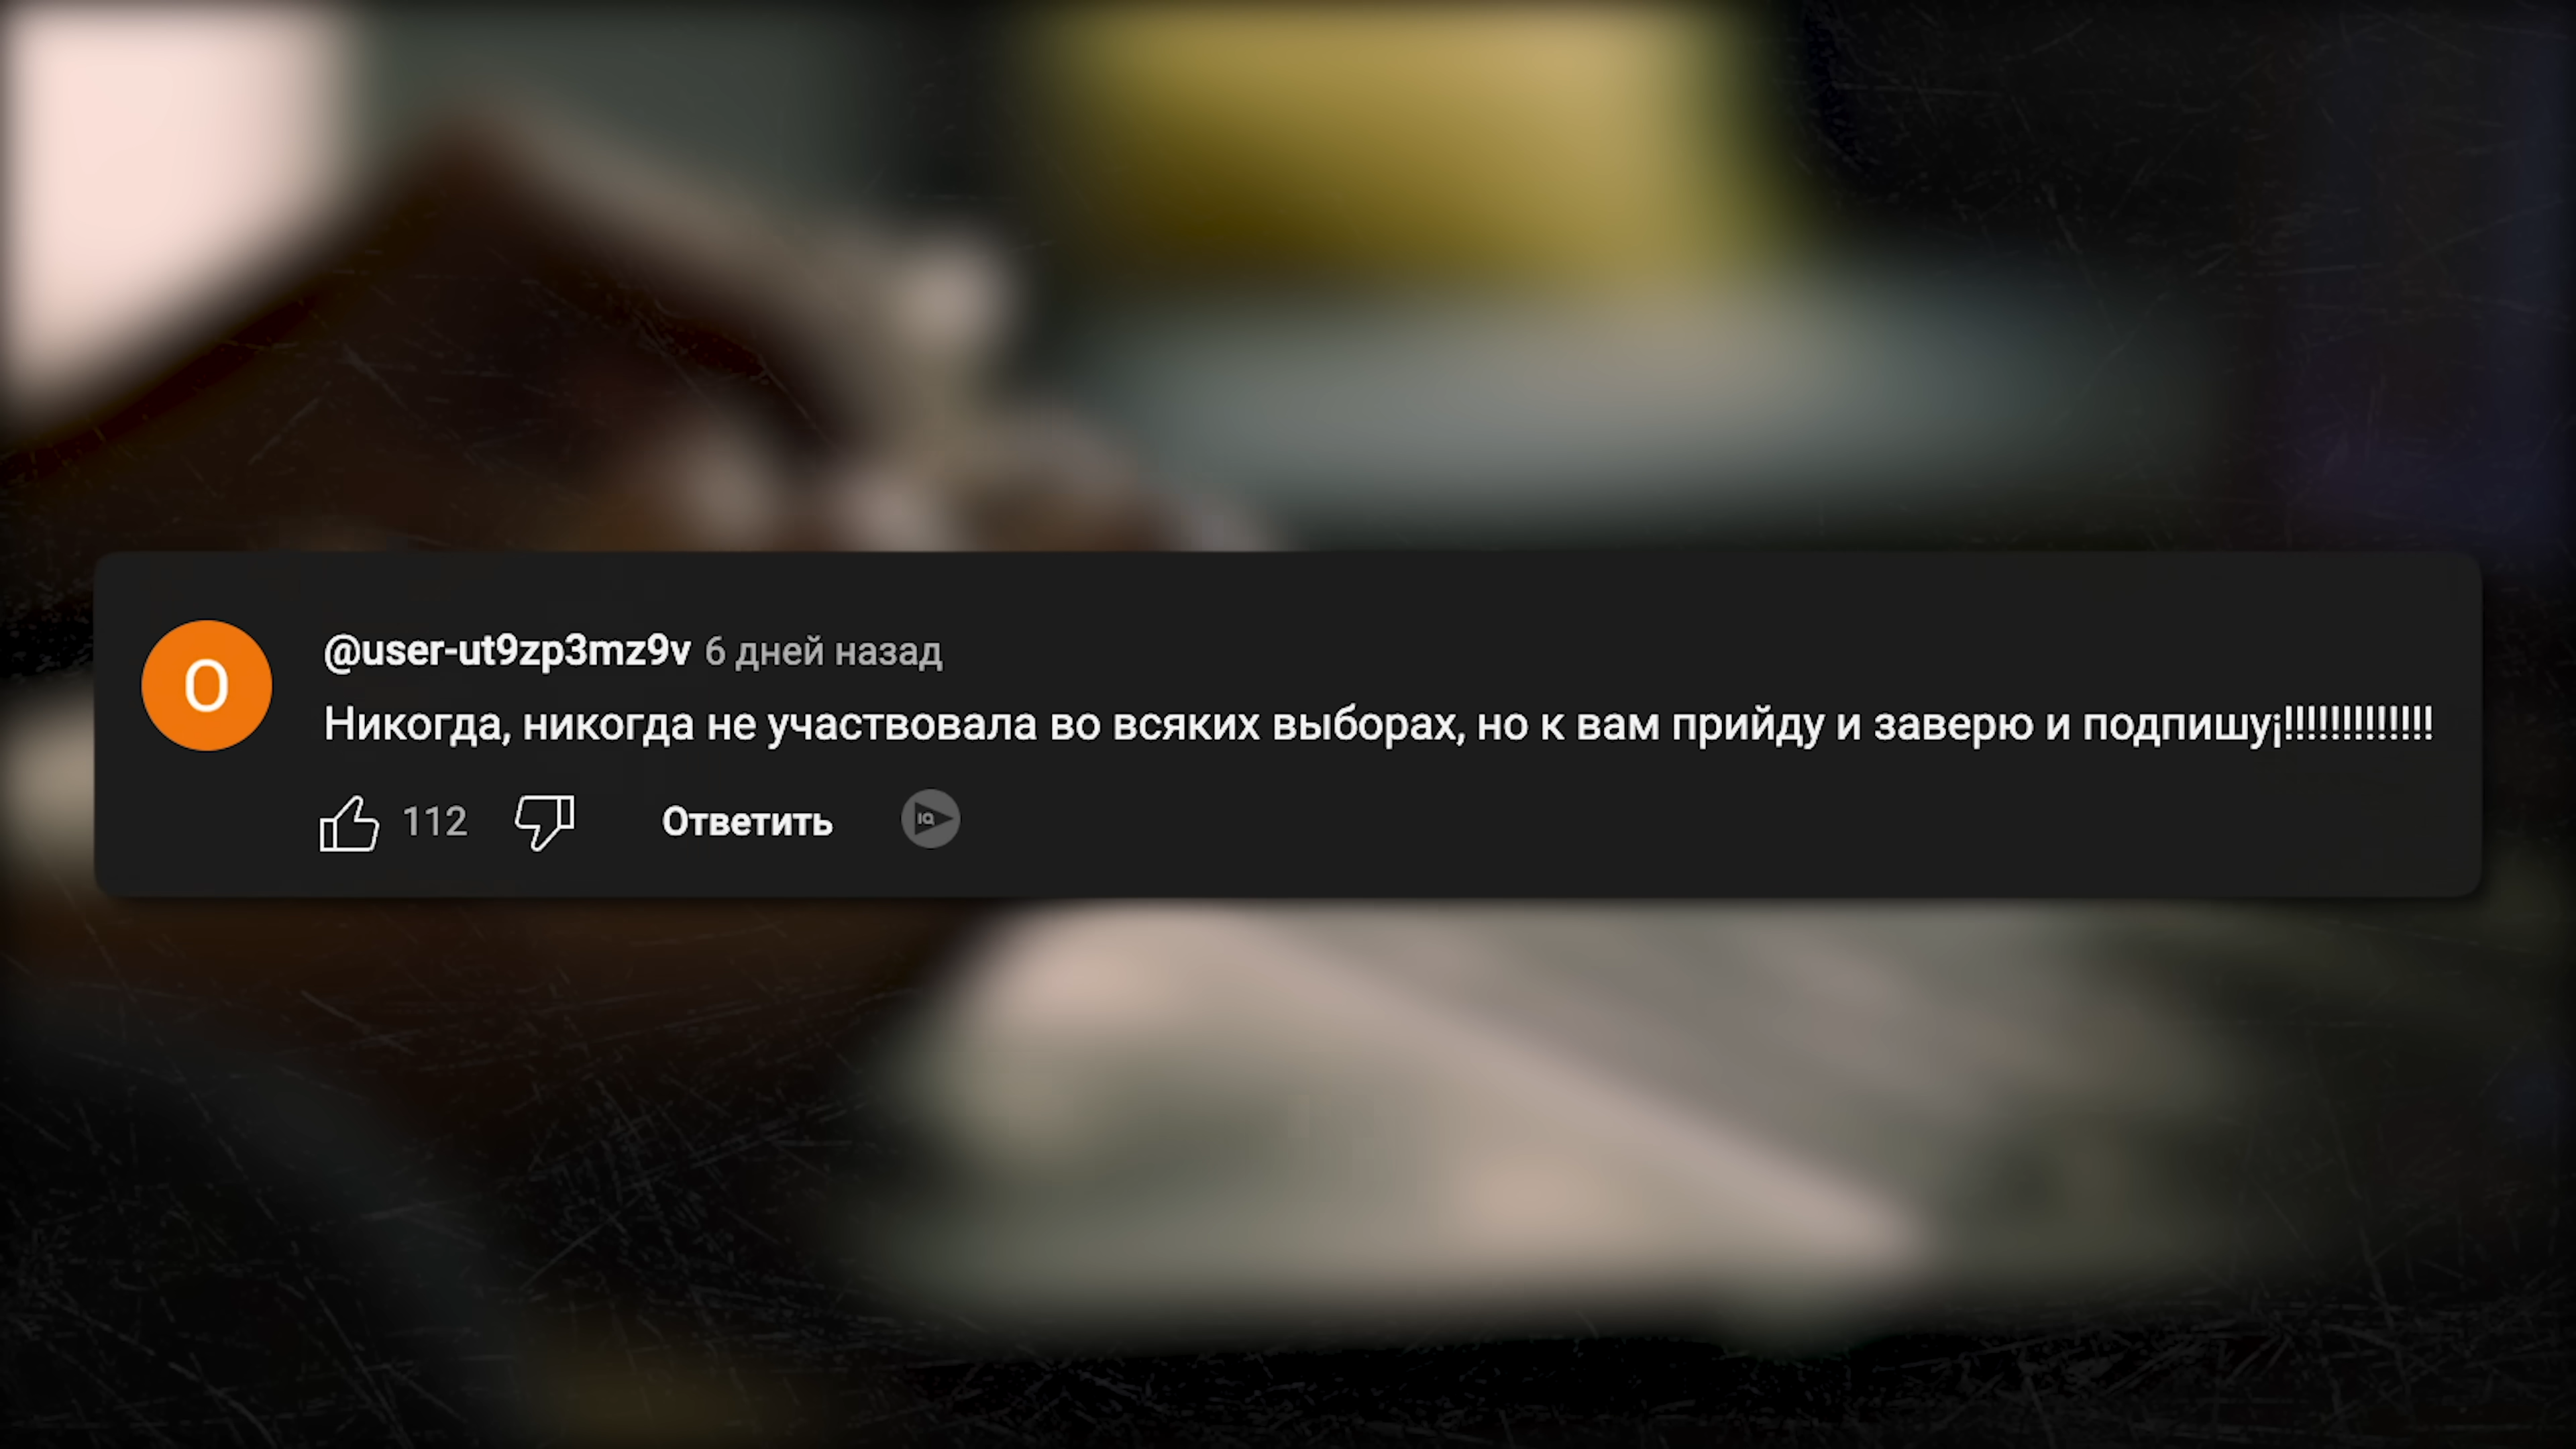 O
@user-ut9zp3mz9v 6 дней назад
Никогда, никогда не участвовала во всяких выборах, но к вам прийду и заверю и подпишу¡!!!!!!!!!!!!!
112 Ответить IQ